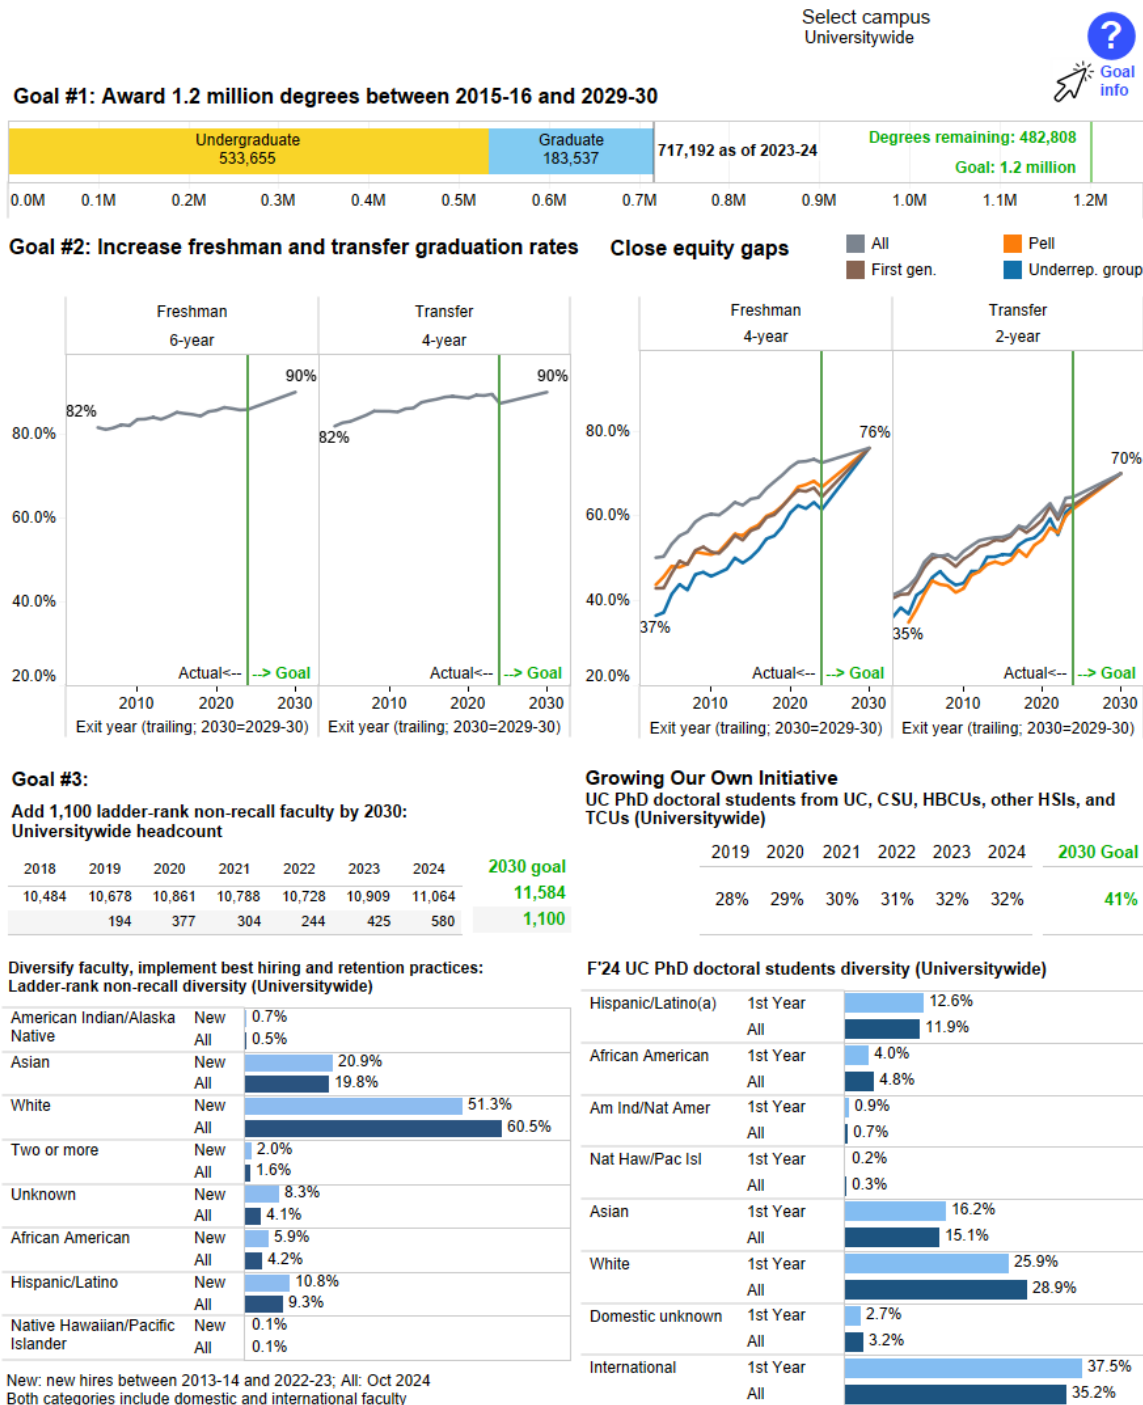 Select campus
Universitywide
?
Goal
info
Goal #1: Award 1.2 million degrees between 2015-16 and 2029-30
Undergraduate
533,655
Graduate
183,537
717,192 as of 2023-24
Degrees remaining: 482,808
Goal: 1.2 million
0.0M 0.1M 0.2M 0.3M 0.4M 0.5M 0.6M 0.7M 0.8M 0.9M 1.0M 1.1M 1.2M
Goal #2: Increase freshman and transfer graduation rates
Freshman Transfer
6-year 4-year
82% 90% 82% 90%
80.0%
60.0%
40.0%
20.0%
Actual<-- --> Goal Actual<-- --> Goal
2010 2020 2030 2010 2020 2030
Exit year (trailing; 2030=2029-30) Exit year (trailing; 2030=2029-30)
Close equity gaps
All Pell
First gen. Underrep. group
Freshman Transfer
4-year 2-year
76%
70%
37%
35%
80.0%
60.0%
40.0%
20.0%
Actual<-- --> Goal Actual<-- --> Goal
2010 2020 2030 2010 2020 2030
Exit year (trailing; 2030=2029-30) Exit year (trailing; 2030=2029-30)
Goal #3:
Add 1,100 ladder-rank non-recall faculty by 2030:
Universitywide headcount
2018 2019 2020 2021 2022 2023 2024 2030 goal
10,484 10,678 10,861 10,788 10,728 10,909 11,064 11,584
194 377 304 244 425 580 1,100
Growing Our Own Initiative
UC PhD doctoral students from UC, CSU, HBCUs, other HSIs, and
TCUs (Universitywide)
2019 2020 2021 2022 2023 2024 2030 Goal
28% 29% 30% 31% 32% 32% 41%
Diversify faculty, implement best hiring and retention practices:
Ladder-rank non-recall diversity (Universitywide)
American Indian/Alaska New 0.7%
Native All 0.5%
Asian New 20.9%
All 19.8%
White New 51.3%
All 60.5%
Two or more New 2.0%
All 1.6%
Unknown New 8.3%
All 4.1%
African American New 5.9%
All 4.2%
Hispanic/Latino New 10.8%
All 9.3%
Native Hawaiian/Pacific New 0.1%
Islander All 0.1%
New: new hires between 2013-14 and 2022-23; All: Oct 2024
Both categories include domestic and international faculty
F'24 UC PhD doctoral students diversity (Universitywide)
Hispanic/Latino(a) 1st Year 12.6%
All 11.9%
African American 1st Year 4.0%
All 4.8%
Am Ind/Nat Amer 1st Year 0.9%
All 0.7%
Nat Haw/Pac Isl 1st Year 0.2%
All 0.3%
Asian 1st Year 16.2%
All 15.1%
White 1st Year 25.9%
All 28.9%
Domestic unknown 1st Year 2.7%
All 3.2%
International 1st Year 37.5%
All 35.2%